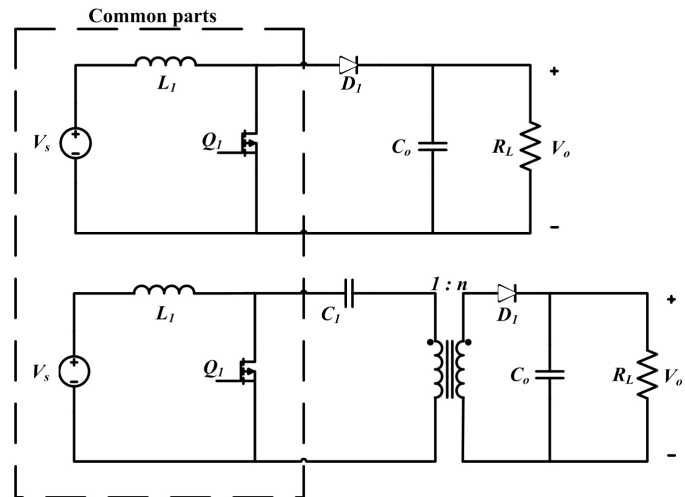 Common parts
L1
D1
+
Vs
Q1
Co
RL
Vo
-
1 : n
L1
C1
D1
+
Vs
Q1
Co
RL
Vo
-